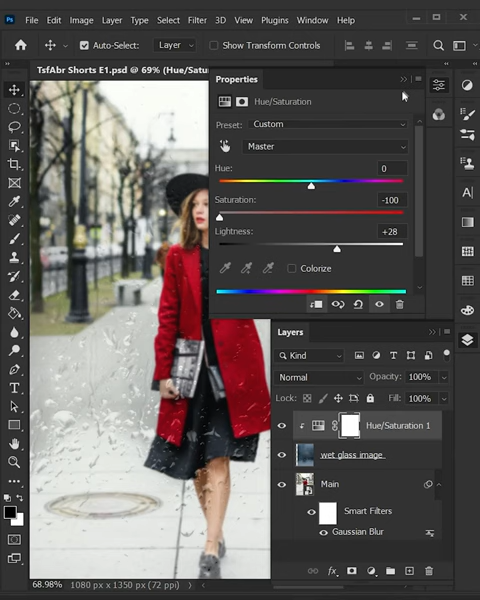 File Edit Image Layer Type Select Filter 3D View Plugins Window Help
Auto-Select: Layer Show Transform Controls
TsfAbr Shorts E1.psd @ 69% (Hue/Satu
Properties
Hue/Saturation
Preset: Custom
Master
Hue: 0
Saturation: -100
Lightness: +28
Colorize
Layers
Kind
Normal Opacity: 100%
Lock: Fill: 100%
Hue/Saturation 1
wet glass image
Main
Smart Filters
Gaussian Blur
fx
68.98% 1080 px x 1350 px (72 ppi)